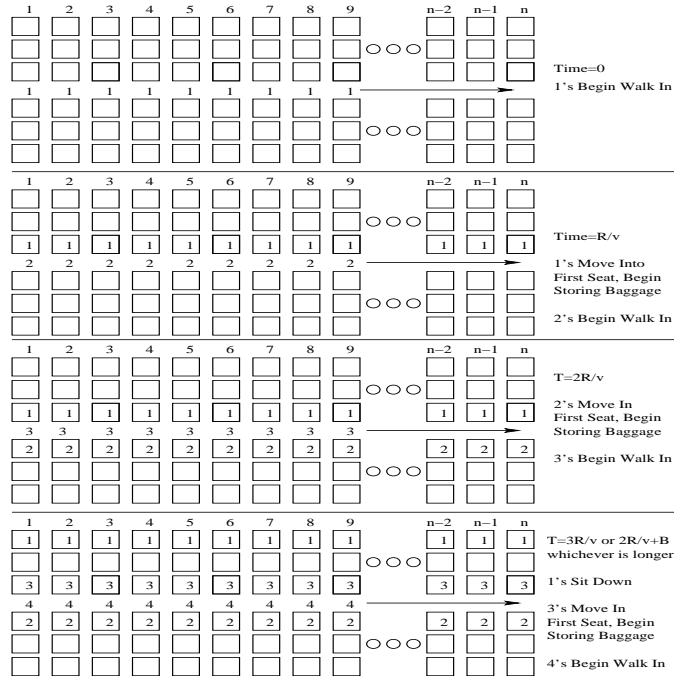 1 2 3 4 5 6 7 8 9 n−2 n−1 n
Time=0
1 1 1 1 1 1 1 1 1
1's Begin Walk In
1 2 3 4 5 6 7 8 9 n−2 n−1 n
Time=R/v
1 1 1 1 1 1 1 1 1 1 1 1
2 2 2 2 2 2 2 2 2
1's Move Into
First Seat, Begin
Storing Baggage
2's Begin Walk In
1 2 3 4 5 6 7 8 9 n−2 n−1 n
T=2R/v
1 1 1 1 1 1 1 1 1 1 1 1
2's Move In
First Seat, Begin
Storing Baggage
3 3 3 3 3 3 3 3 3
2 2 2 2 2 2 2 2 2 2 2 2
3's Begin Walk In
1 2 3 4 5 6 7 8 9 n−2 n−1 n
1 1 1 1 1 1 1 1 1 1 1 1
T=3R/v or 2R/v+B
whichever is longer
3 3 3 3 3 3 3 3 3 3 3 3
1's Sit Down
4 4 4 4 4 4 4 4 4
2 2 2 2 2 2 2 2 2 2 2 2
3's Move In
First Seat, Begin
Storing Baggage
4's Begin Walk In